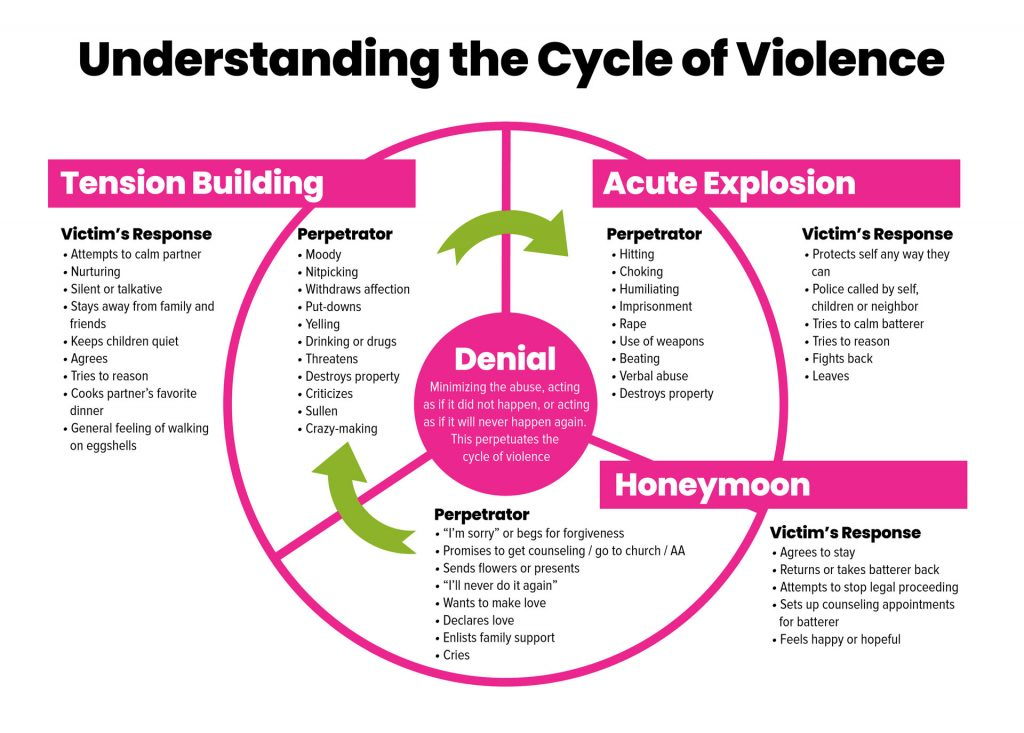 Understanding the Cycle of Violence
Tension Building
Victim’s Response
• Attempts to calm partner
• Nurturing
• Silent or talkative
• Stays away from family and
friends
• Keeps children quiet
• Agrees
• Tries to reason
• Cooks partner’s favorite
dinner
• General feeling of walking
on eggshells
Perpetrator
• Moody
• Nitpicking
• Withdraws affection
• Put-downs
• Yelling
• Drinking or drugs
• Threatens
• Destroys property
• Criticizes
• Sullen
• Crazy-making
Acute Explosion
Perpetrator
• Hitting
• Choking
• Humiliating
• Imprisonment
• Rape
• Use of weapons
• Beating
• Verbal abuse
• Destroys property
Victim’s Response
• Protects self any way they
can
• Police called by self,
children or neighbor
• Tries to calm batterer
• Tries to reason
• Fights back
• Leaves
Denial
Minimizing the abuse, acting
as if it did not happen, or acting
as if it will never happen again.
This perpetuates the
cycle of violence
Honeymoon
Perpetrator
• “I’m sorry” or begs for forgiveness
• Promises to get counseling / go to church / AA
• Sends flowers or presents
• “I’ll never do it again”
• Wants to make love
• Declares love
• Enlists family support
• Cries
Victim’s Response
• Agrees to stay
• Returns or takes batterer back
• Attempts to stop legal proceeding
• Sets up counseling appointments
for batterer
• Feels happy or hopeful